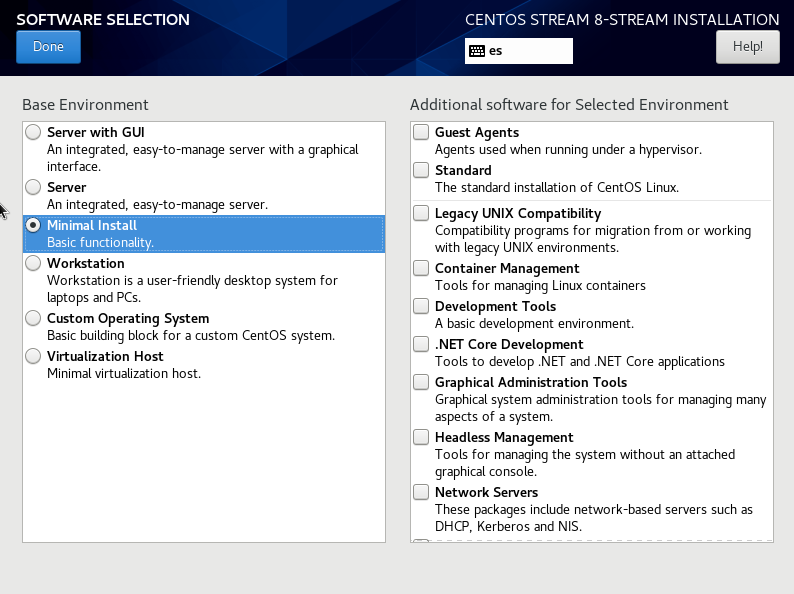 SOFTWARE SELECTION
CENTOS STREAM 8-STREAM INSTALLATION
Done
es
Help!
Base Environment
Server with GUI
An integrated, easy-to-manage server with a graphical
interface.
Server
An integrated, easy-to-manage server.
Minimal Install
Basic functionality.
Workstation
Workstation is a user-friendly desktop system for
laptops and PCs.
Custom Operating System
Basic building block for a custom CentOS system.
Virtualization Host
Minimal virtualization host.
Additional software for Selected Environment
Guest Agents
Agents used when running under a hypervisor.
Standard
The standard installation of CentOS Linux.
Legacy UNIX Compatibility
Compatibility programs for migration from or working
with legacy UNIX environments.
Container Management
Tools for managing Linux containers
Development Tools
A basic development environment.
.NET Core Development
Tools to develop .NET and .NET Core applications
Graphical Administration Tools
Graphical system administration tools for managing many
aspects of a system.
Headless Management
Tools for managing the system without an attached
graphical console.
Network Servers
These packages include network-based servers such as
DHCP, Kerberos and NIS.